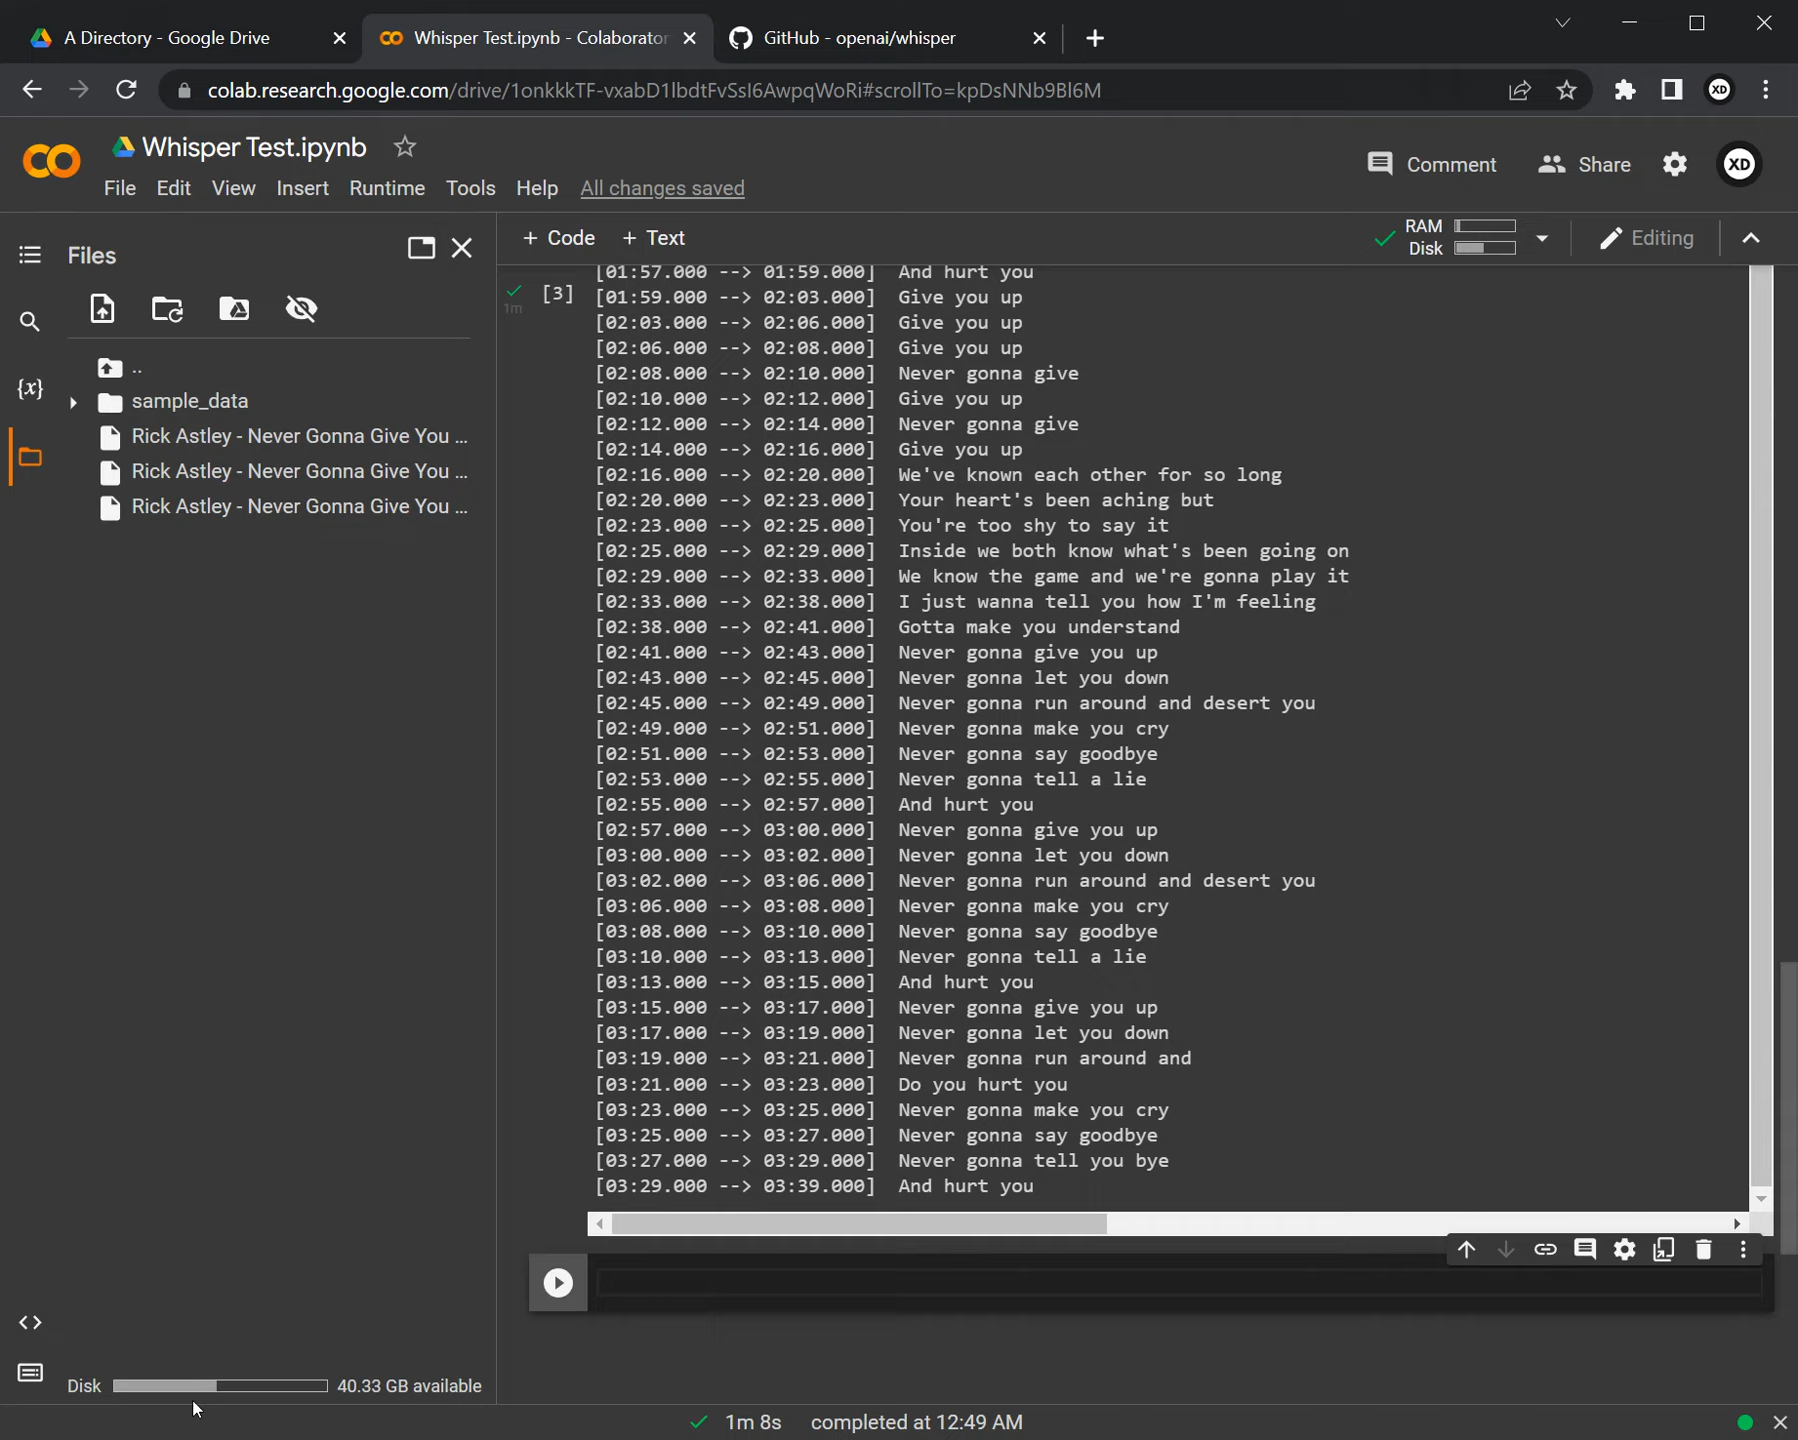 A Directory - Google Drive
Whisper Test.ipynb - Colaborator
GitHub - openai/whisper
colab.research.google.com/drive/1onkkkTF-vxabD1lbdtFvSsI6AwpqWoRi#scrollTo=kpDsNNb9Bl6M
XD
Whisper Test.ipynb
Comment
Share
XD
File Edit View Insert Runtime Tools Help All changes saved
Files
+ Code + Text
RAM
Disk
Editing
..
sample_data
Rick Astley - Never Gonna Give You ...
Rick Astley - Never Gonna Give You ...
Rick Astley - Never Gonna Give You ...
{x}
1m
[3]
[01:57.000 --> 01:59.000] And hurt you
[01:59.000 --> 02:03.000] Give you up
[02:03.000 --> 02:06.000] Give you up
[02:06.000 --> 02:08.000] Give you up
[02:08.000 --> 02:10.000] Never gonna give
[02:10.000 --> 02:12.000] Give you up
[02:12.000 --> 02:14.000] Never gonna give
[02:14.000 --> 02:16.000] Give you up
[02:16.000 --> 02:20.000] We've known each other for so long
[02:20.000 --> 02:23.000] Your heart's been aching but
[02:23.000 --> 02:25.000] You're too shy to say it
[02:25.000 --> 02:29.000] Inside we both know what's been going on
[02:29.000 --> 02:33.000] We know the game and we're gonna play it
[02:33.000 --> 02:38.000] I just wanna tell you how I'm feeling
[02:38.000 --> 02:41.000] Gotta make you understand
[02:41.000 --> 02:43.000] Never gonna give you up
[02:43.000 --> 02:45.000] Never gonna let you down
[02:45.000 --> 02:49.000] Never gonna run around and desert you
[02:49.000 --> 02:51.000] Never gonna make you cry
[02:51.000 --> 02:53.000] Never gonna say goodbye
[02:53.000 --> 02:55.000] Never gonna tell a lie
[02:55.000 --> 02:57.000] And hurt you
[02:57.000 --> 03:00.000] Never gonna give you up
[03:00.000 --> 03:02.000] Never gonna let you down
[03:02.000 --> 03:06.000] Never gonna run around and desert you
[03:06.000 --> 03:08.000] Never gonna make you cry
[03:08.000 --> 03:10.000] Never gonna say goodbye
[03:10.000 --> 03:13.000] Never gonna tell a lie
[03:13.000 --> 03:15.000] And hurt you
[03:15.000 --> 03:17.000] Never gonna give you up
[03:17.000 --> 03:19.000] Never gonna let you down
[03:19.000 --> 03:21.000] Never gonna run around and
[03:21.000 --> 03:23.000] Do you hurt you
[03:23.000 --> 03:25.000] Never gonna make you cry
[03:25.000 --> 03:27.000] Never gonna say goodbye
[03:27.000 --> 03:29.000] Never gonna tell you bye
[03:29.000 --> 03:39.000] And hurt you
Disk 40.33 GB available
1m 8s completed at 12:49 AM